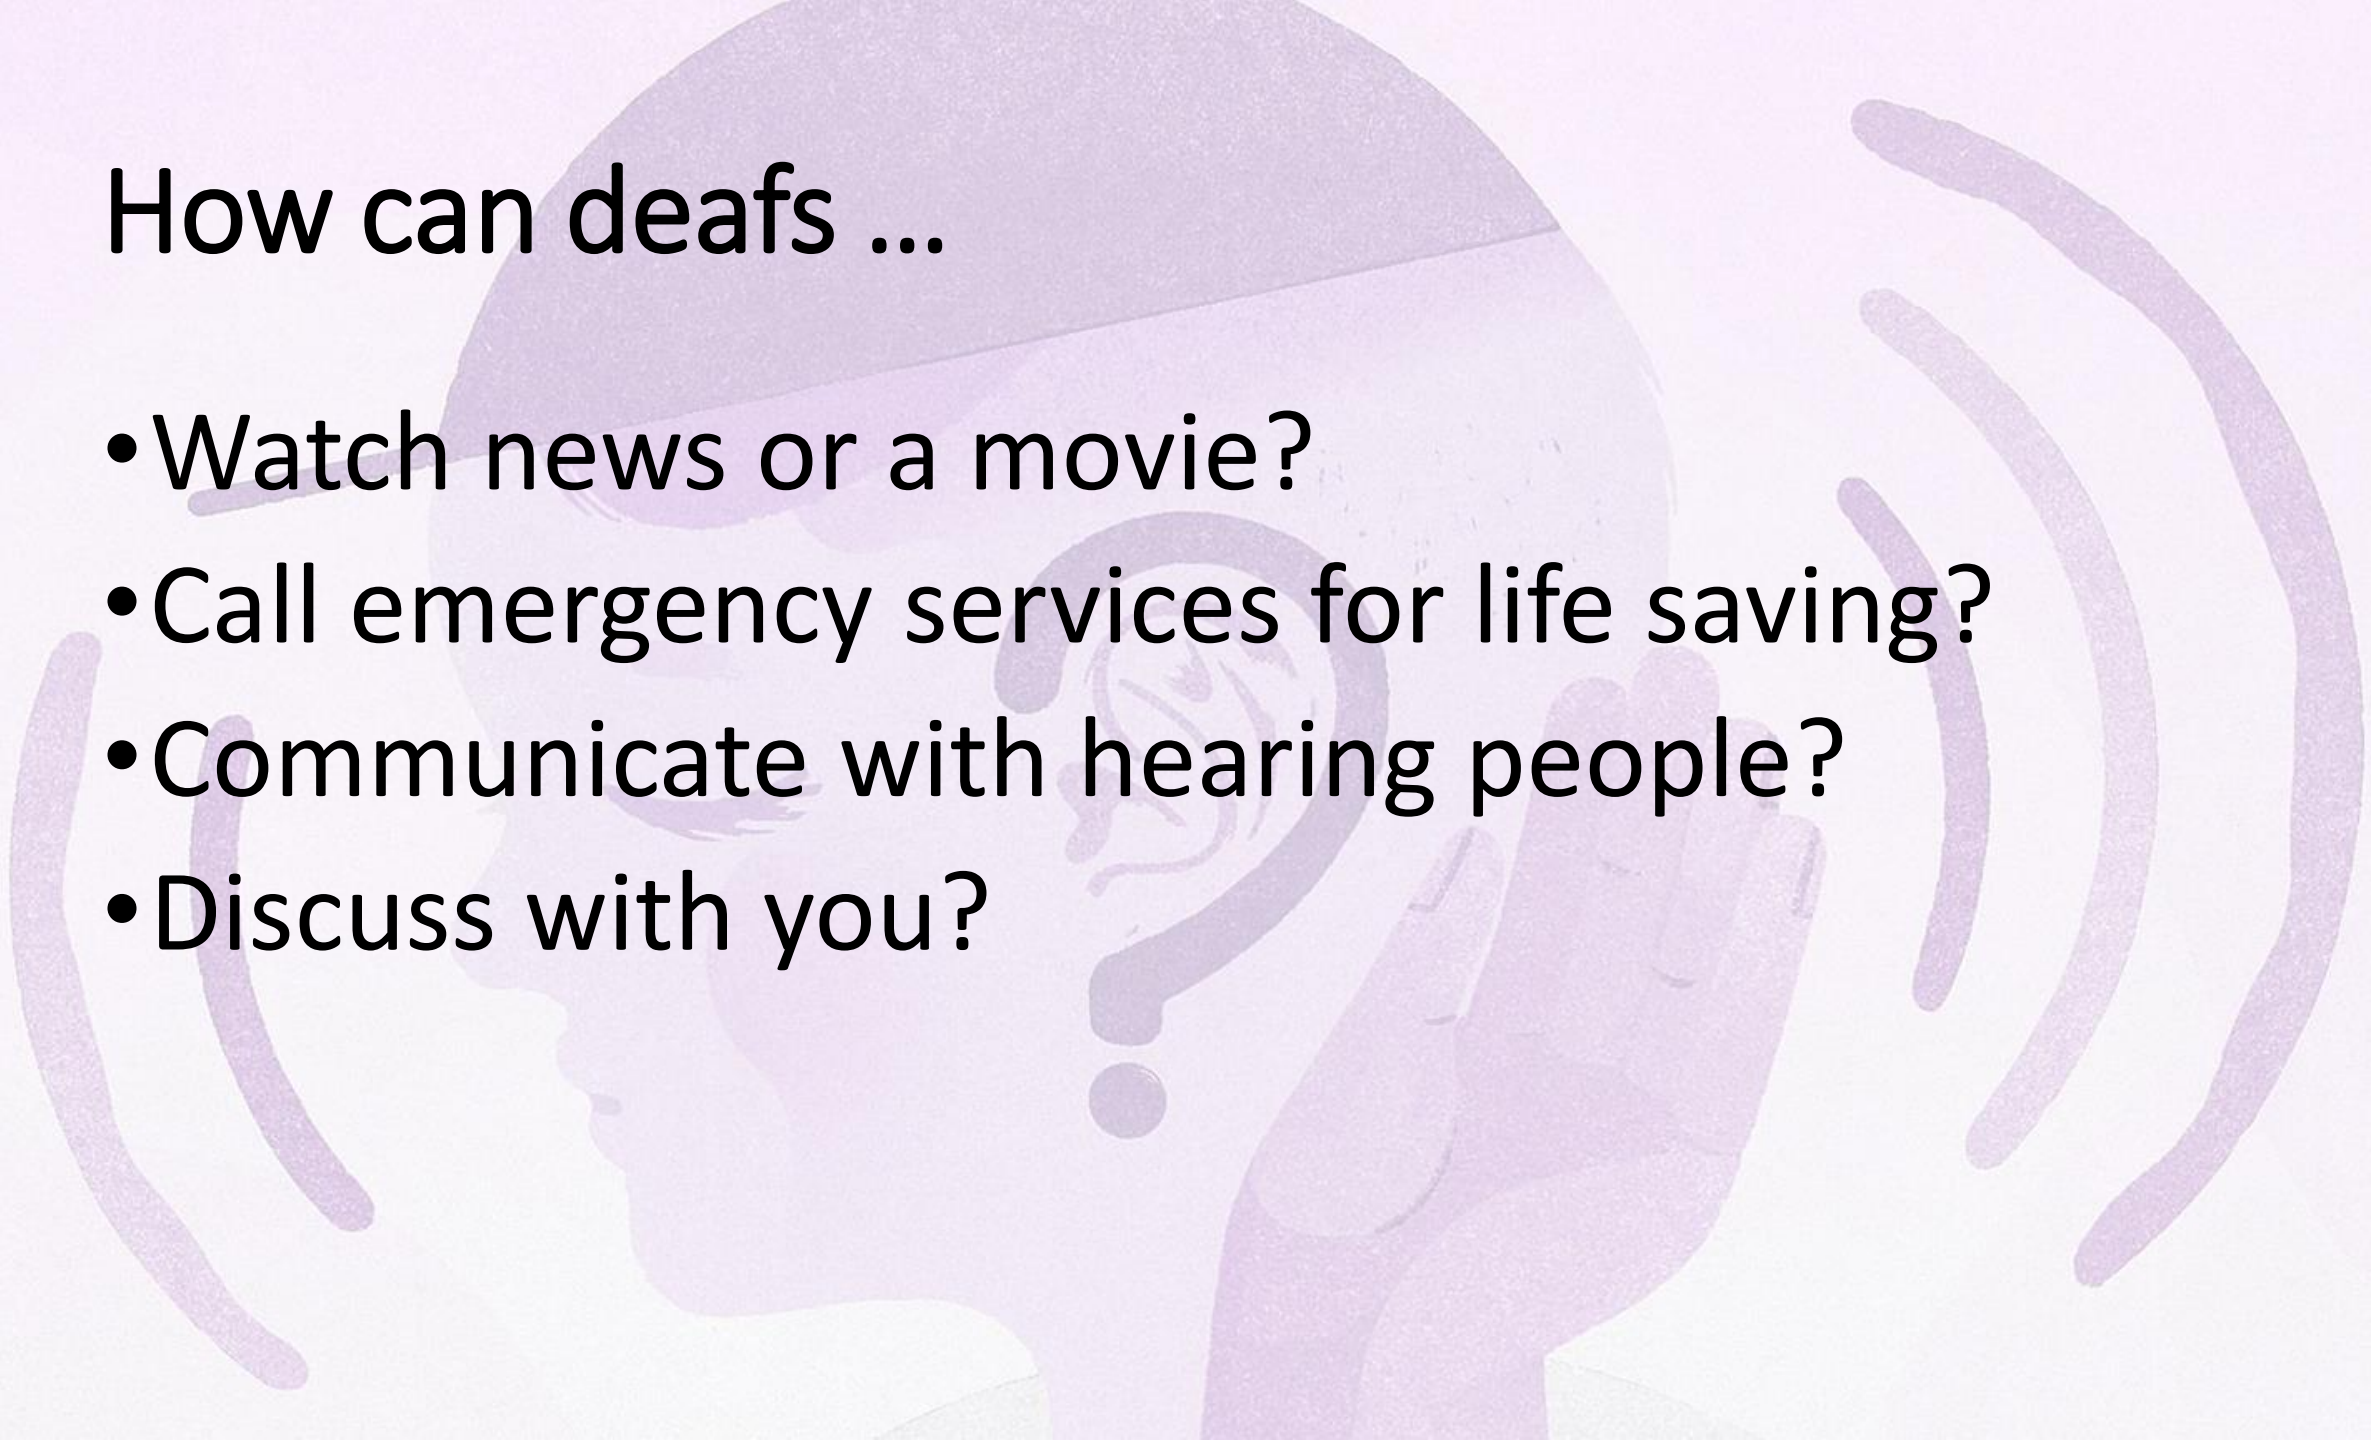 How can deafs ...
•Watch news or a movie?
•Call emergency services for life saving?
•Communicate with hearing people?
•Discuss with you?